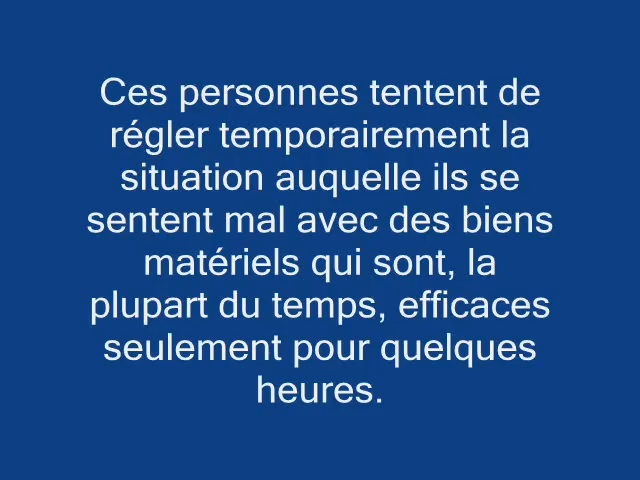 Ces personnes tentent de
régler temporairement la
situation auquelle ils se
sentent mal avec des biens
matériels qui sont, la
plupart du temps, efficaces
seulement pour quelques
heures.